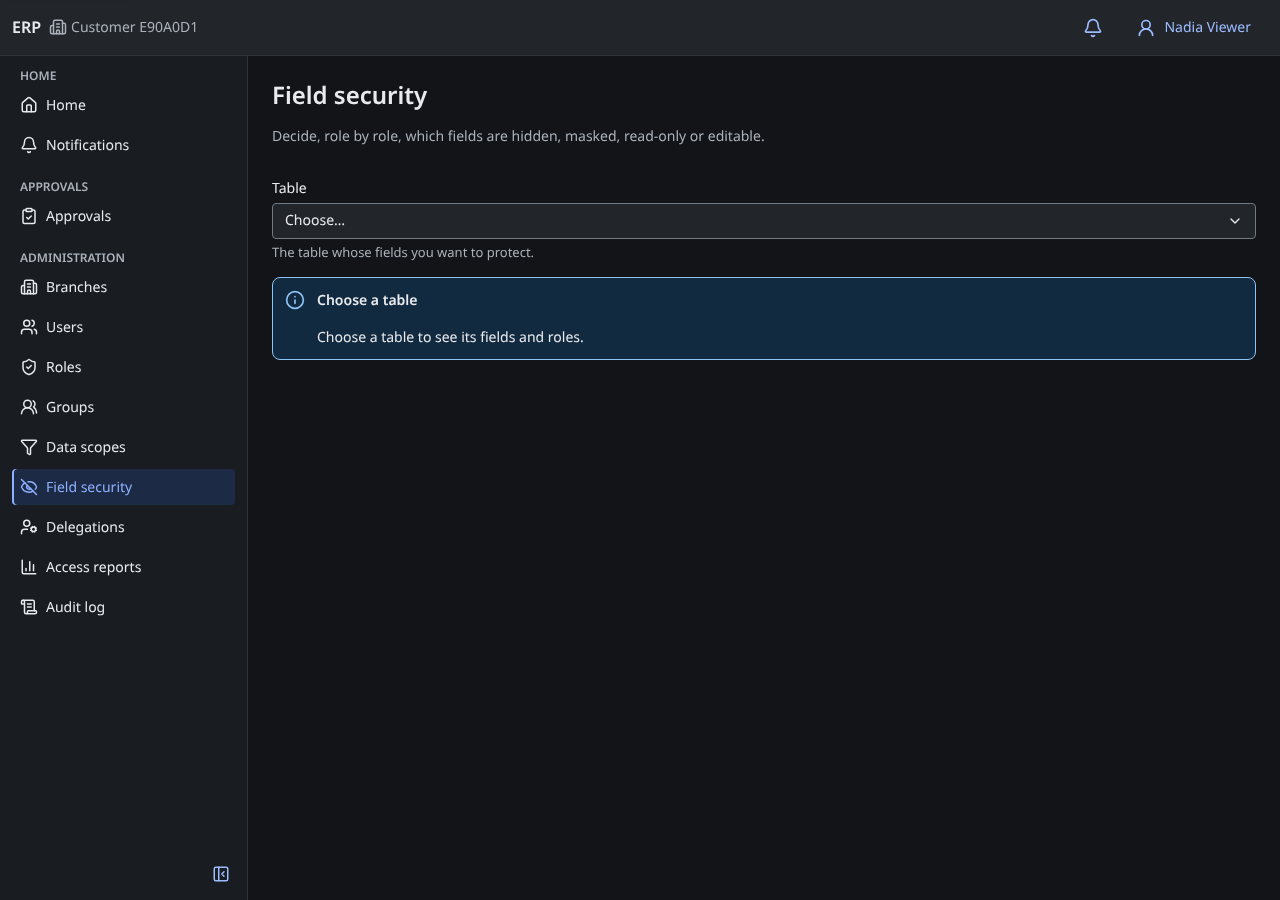 ERP Customer E90A0D1
Nadia Viewer
HOME
Home
Notifications
APPROVALS
Approvals
ADMINISTRATION
Branches
Users
Roles
Groups
Data scopes
Field security
Delegations
Access reports
Audit log
Field security
Decide, role by role, which fields are hidden, masked, read-only or editable.
Table
Choose...
The table whose fields you want to protect.
Choose a table
Choose a table to see its fields and roles.